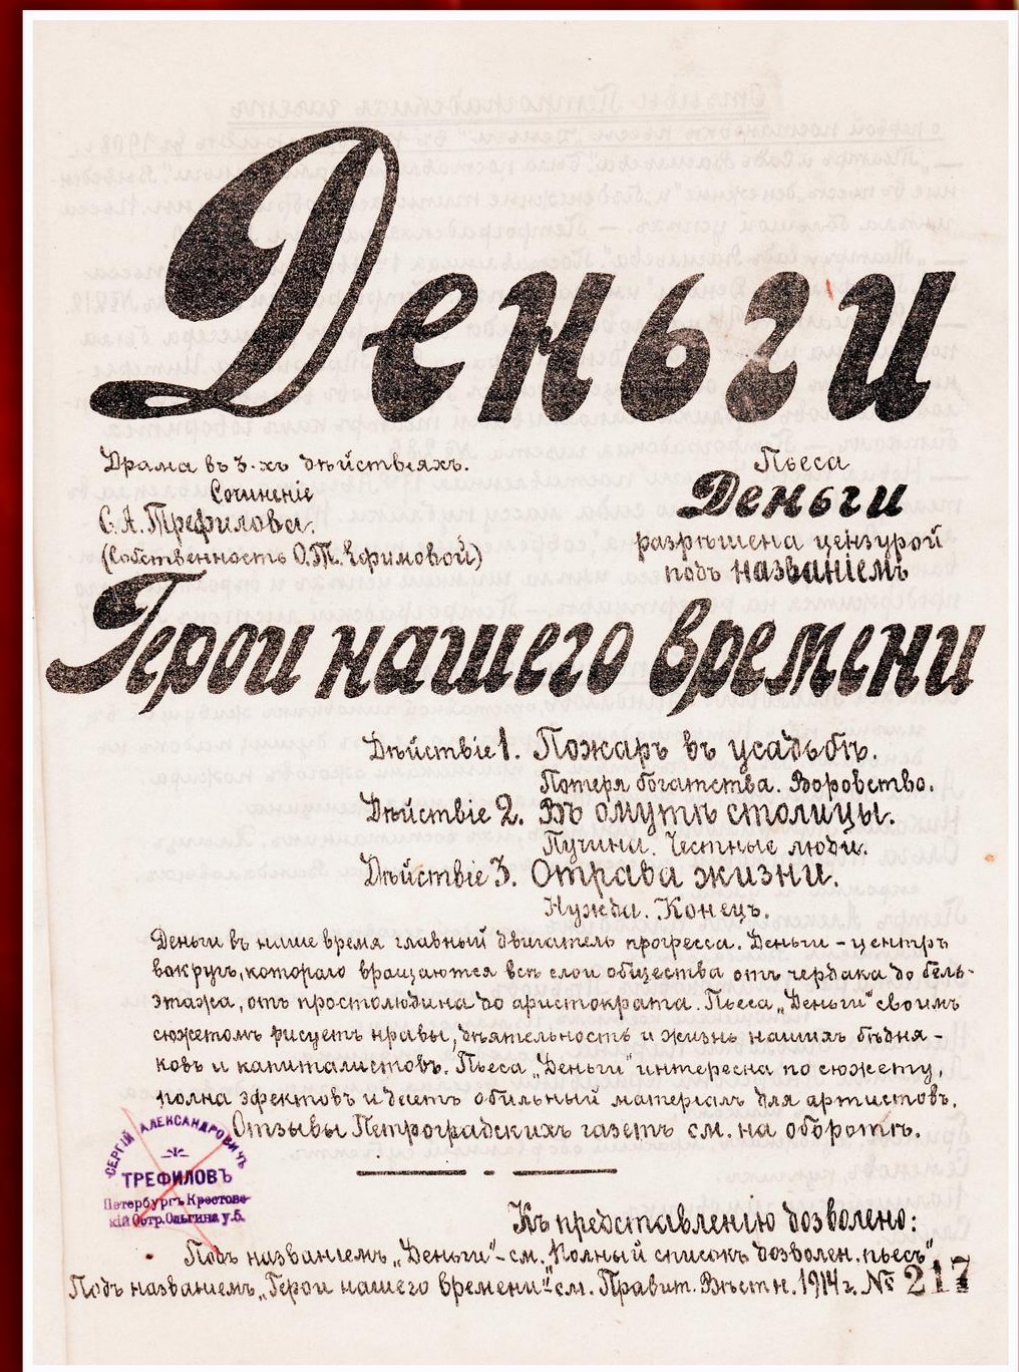 Деньги
Драма въ 3-хъ дѣйствіяхъ.
Сочиненіе
С. А. Трефилова.
(Собственность О.Т. Ефимовой)
Пьеса
Деньги
разрѣшена цензурой
подъ названіемъ
Герои нашего времени
Дѣйствіе 1. Пожаръ въ усадьбѣ.
Потеря богатства. Воровство.
Дѣйствіе 2. Въ омутѣ столицы.
Пучина. Честные люди.
Дѣйствіе 3. Отрава жизни.
Нужда. Конецъ.
Деньги въ наше время главный двигатель прогресса. Деньги – центръ
вокругъ, котораго вращаются всѣ слои общества отъ чердака до бель-
этажа, отъ простолюдина до аристократа. Пьеса „Деньги“ своимъ
сюжетомъ рисуетъ нравы, дѣятельность и жизнь нашихъ бѣдня-
ковъ и капиталистовъ. Пьеса „Деньги“ интересна по сюжету,
полна эфектовъ и даетъ обильный матеріалъ для артистовъ.
Отзывы Петроградскихъ газетъ см. на оборотѣ.
СЕРГѢЙ АЛЕКСАНДРОВИЧЪ
ТРЕФИЛОВЪ
Петербургъ Крестове-
кій Остр. Ольгина у. 5.
Къ представленію дозволено:
Подъ названіемъ „Деньги“ – см. „Полный списокъ дозволен. пьесъ“
Подъ названіемъ „Герои нашего времени“ – см. Правит. Вѣстн. 1914 г. № 217